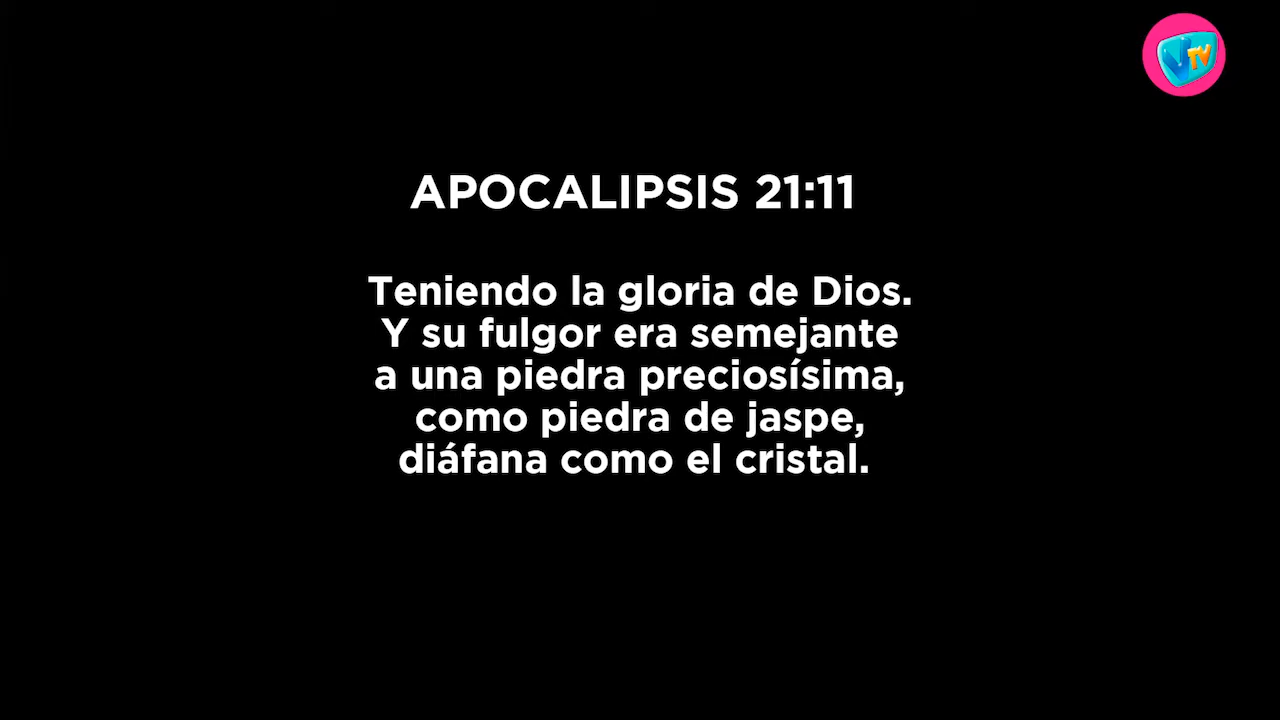 VTV
APOCALIPSIS 21:11
Teniendo la gloria de Dios.
Y su fulgor era semejante
a una piedra preciosísima,
como piedra de jaspe,
diáfana como el cristal.